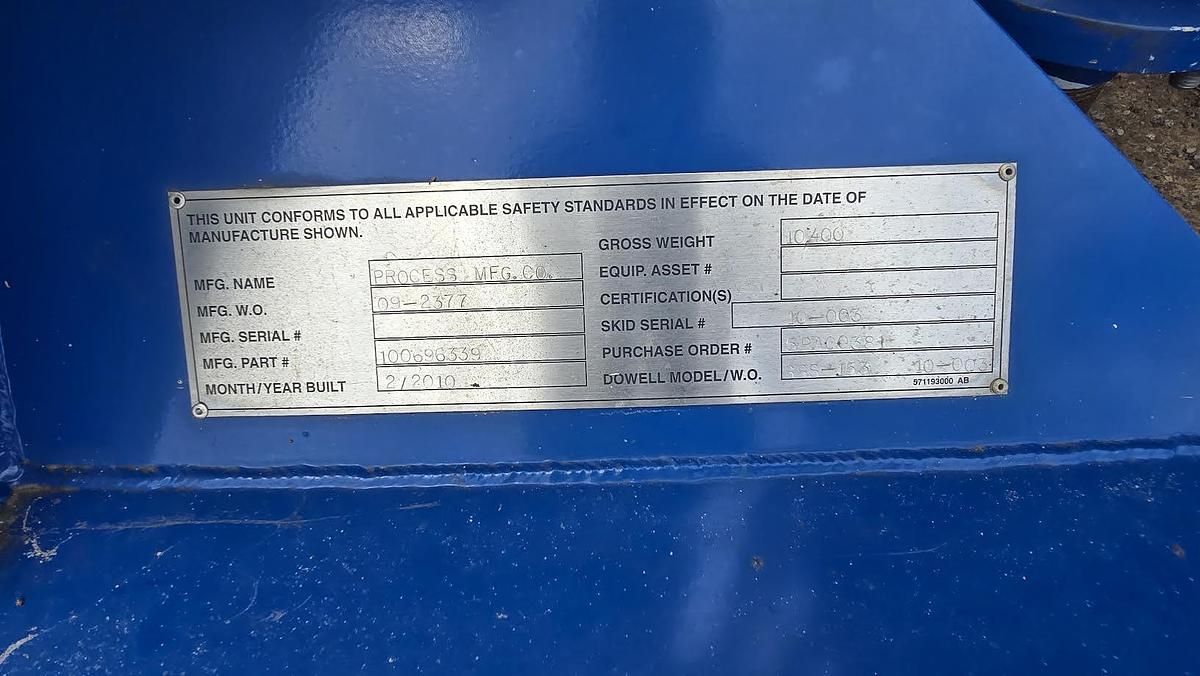 THIS UNIT CONFORMS TO ALL APPLICABLE SAFETY STANDARDS IN EFFECT ON THE DATE OF
MANUFACTURE SHOWN.
MFG. NAME PROCESS MFG. CO.
MFG. W.O. 09-2377
MFG. SERIAL #
MFG. PART # 100696339
MONTH/YEAR BUILT 2/2010
GROSS WEIGHT 10400
EQUIP. ASSET #
CERTIFICATION(S)
SKID SERIAL # 10-003
PURCHASE ORDER #
DOWELL MODEL/W.O. 10-003
571193000 AB